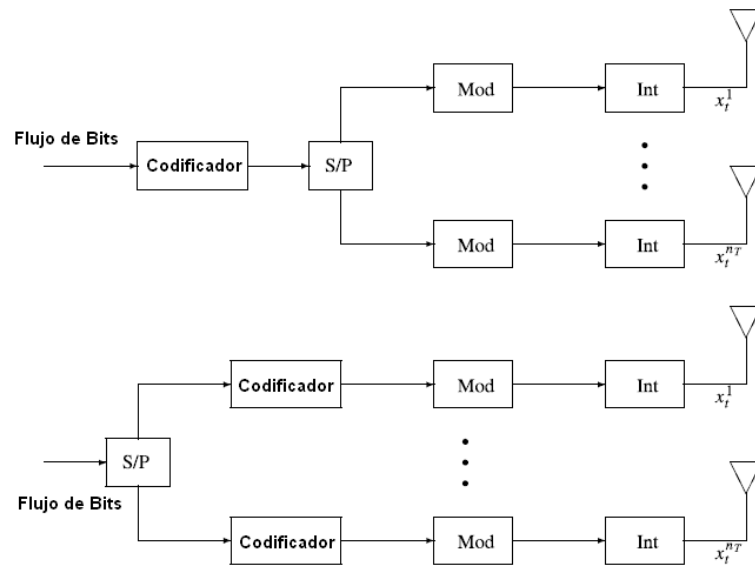 Mod
Int
x_t^1
Flujo de Bits
Codificador
S/P
Mod
Int
x_t^{n_T}
Codificador
Mod
Int
x_t^1
S/P
Flujo de Bits
Codificador
Mod
Int
x_t^{n_T}